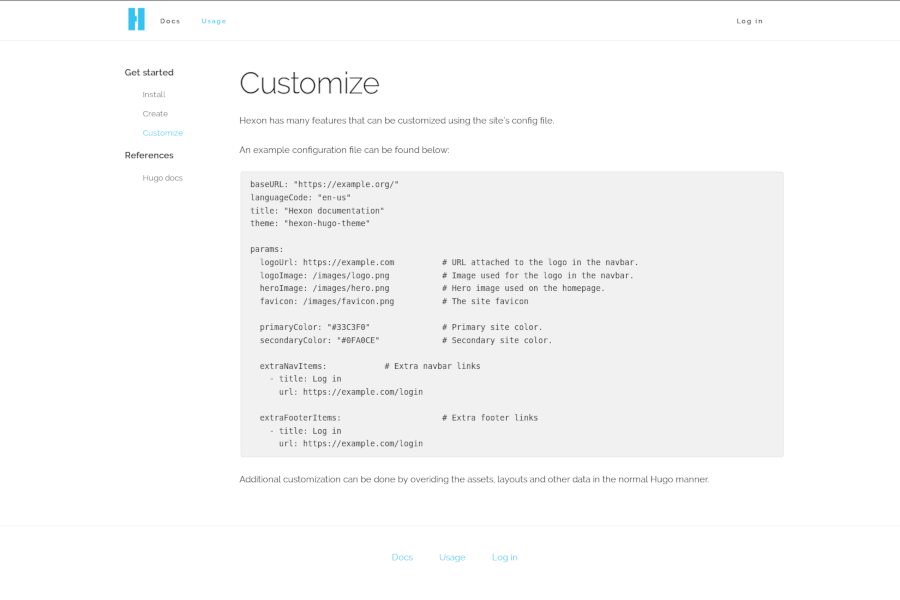 H Docs Usage Log in
Get started
Install
Create
Customize
References
Hugo docs
Customize
Hexon has many features that can be customized using the site's config file.
An example configuration file can be found below:
baseURL: "https://example.org/"
languageCode: "en-us"
title: "Hexon documentation"
theme: "hexon-hugo-theme"
params:
  logoUrl: https://example.com          # URL attached to the logo in the navbar.
  logoImage: /images/logo.png           # Image used for the logo in the navbar.
  heroImage: /images/hero.png           # Hero image used on the homepage.
  favicon: /images/favicon.png          # The site favicon
  primaryColor: "#33C3F0"               # Primary site color.
  secondaryColor: "#0FA0CE"             # Secondary site color.
  extraNavItems:            # Extra navbar links
    - title: Log in
      url: https://example.com/login
  extraFooterItems:                     # Extra footer links
    - title: Log in
      url: https://example.com/login
Additional customization can be done by overiding the assets, layouts and other data in the normal Hugo manner.
Docs Usage Log in